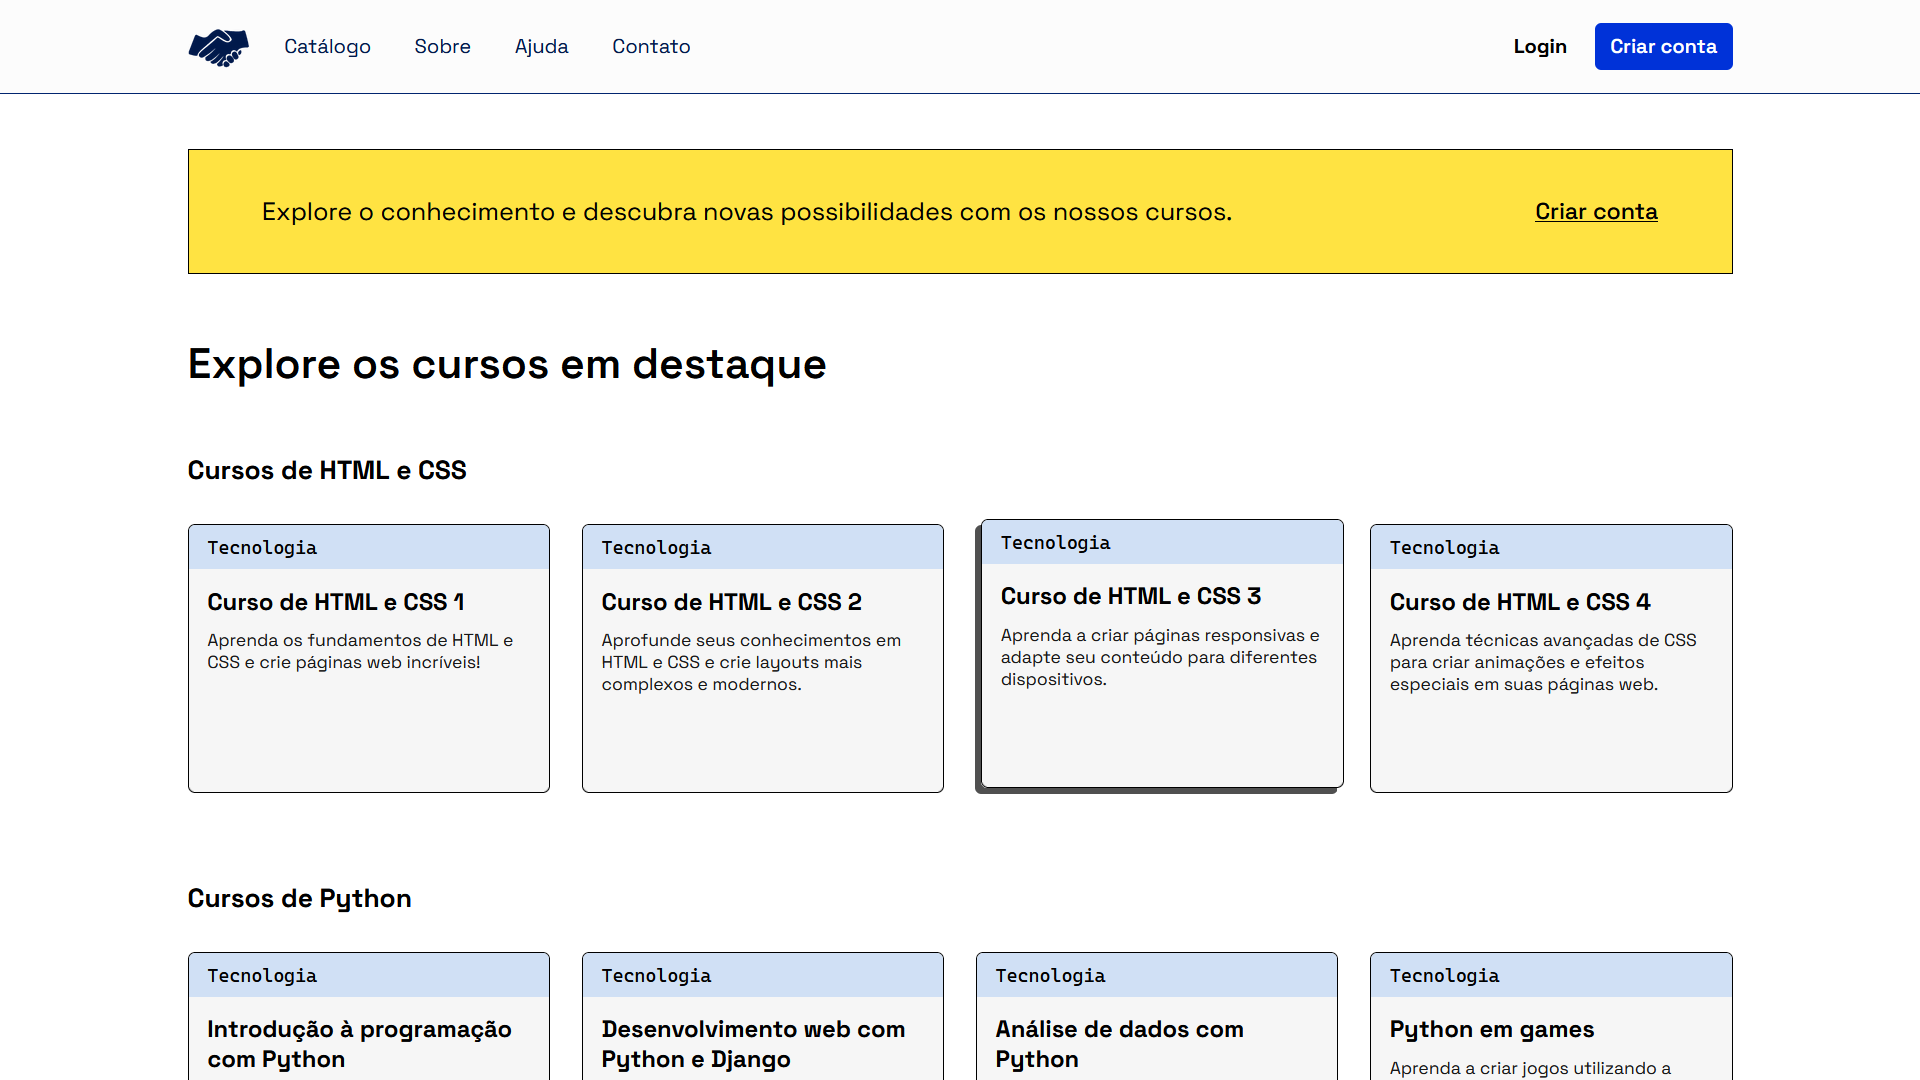 Catálogo Sobre Ajuda Contato Login Criar conta
Explore o conhecimento e descubra novas possibilidades com os nossos cursos. Criar conta
Explore os cursos em destaque
Cursos de HTML e CSS
Tecnologia
Curso de HTML e CSS 1
Aprenda os fundamentos de HTML e
CSS e crie páginas web incríveis!
Tecnologia
Curso de HTML e CSS 2
Aprofunde seus conhecimentos em
HTML e CSS e crie layouts mais
complexos e modernos.
Tecnologia
Curso de HTML e CSS 3
Aprenda a criar páginas responsivas e
adapte seu conteúdo para diferentes
dispositivos.
Tecnologia
Curso de HTML e CSS 4
Aprenda técnicas avançadas de CSS
para criar animações e efeitos
especiais em suas páginas web.
Cursos de Python
Tecnologia
Introdução à programação
com Python
Tecnologia
Desenvolvimento web com
Python e Django
Tecnologia
Análise de dados com
Python
Tecnologia
Python em games
Aprenda a criar jogos utilizando a